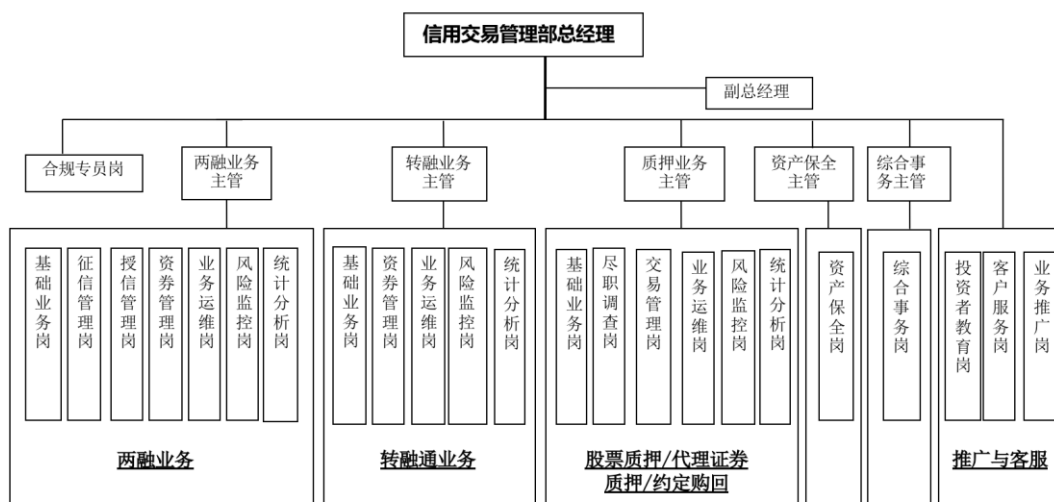 信用交易管理部总经理
副总经理
合规专员岗
两融业务
主管
转融业务
主管
质押业务
主管
资产保全
主管
综合事
务主管
基础业务岗
征信管理岗
授信管理岗
资券管理岗
业务运维岗
风险监控岗
统计分析岗
两融业务
基础业务岗
资券管理岗
业务运维岗
风险监控岗
统计分析岗
转融通业务
基础业务岗
尽职调查岗
交易管理岗
业务运维岗
风险监控岗
统计分析岗
股票质押/代理证券
质押/约定购回
资产保全岗
综合事务岗
投资者教育岗
客户服务岗
业务推广岗
推广与客服